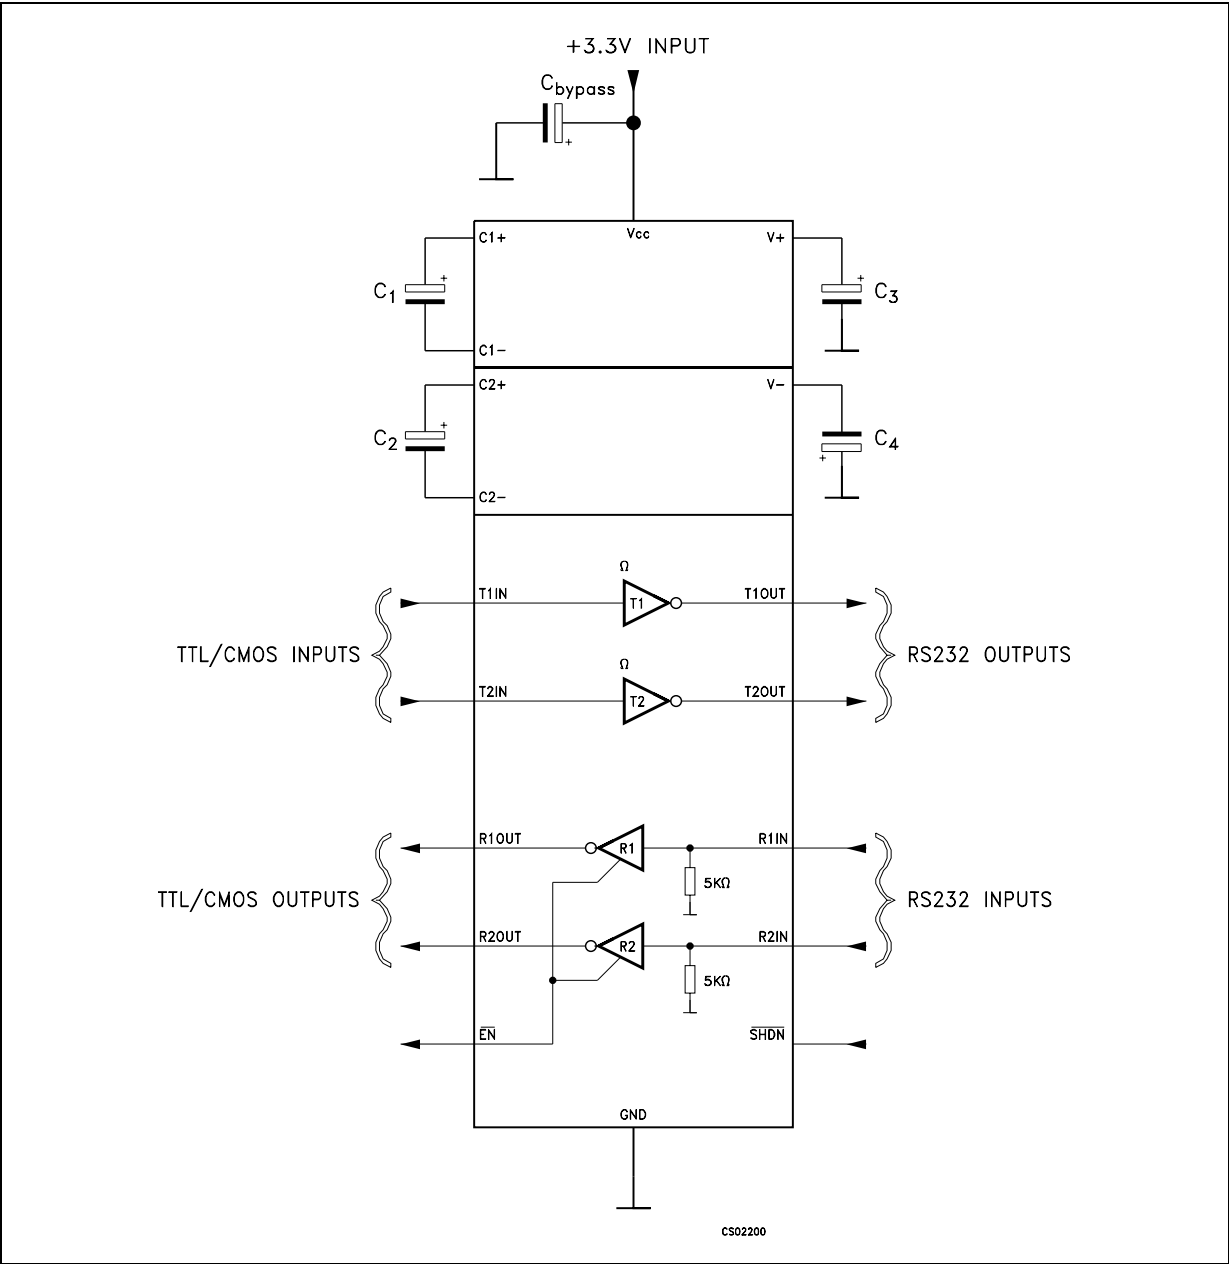 +3.3V INPUT
Cbypass
+
Vcc
C1+
V+
C1
+
+
C3
C1-
C2+
V-
C2
+
+
C4
C2-
Ω
T1IN
T1
T1OUT
TTL/CMOS INPUTS
RS232 OUTPUTS
Ω
T2IN
T2
T2OUT
R1OUT
R1
R1IN
5KΩ
TTL/CMOS OUTPUTS
RS232 INPUTS
R2OUT
R2
R2IN
5KΩ
EN
SHDN
GND
CS02200